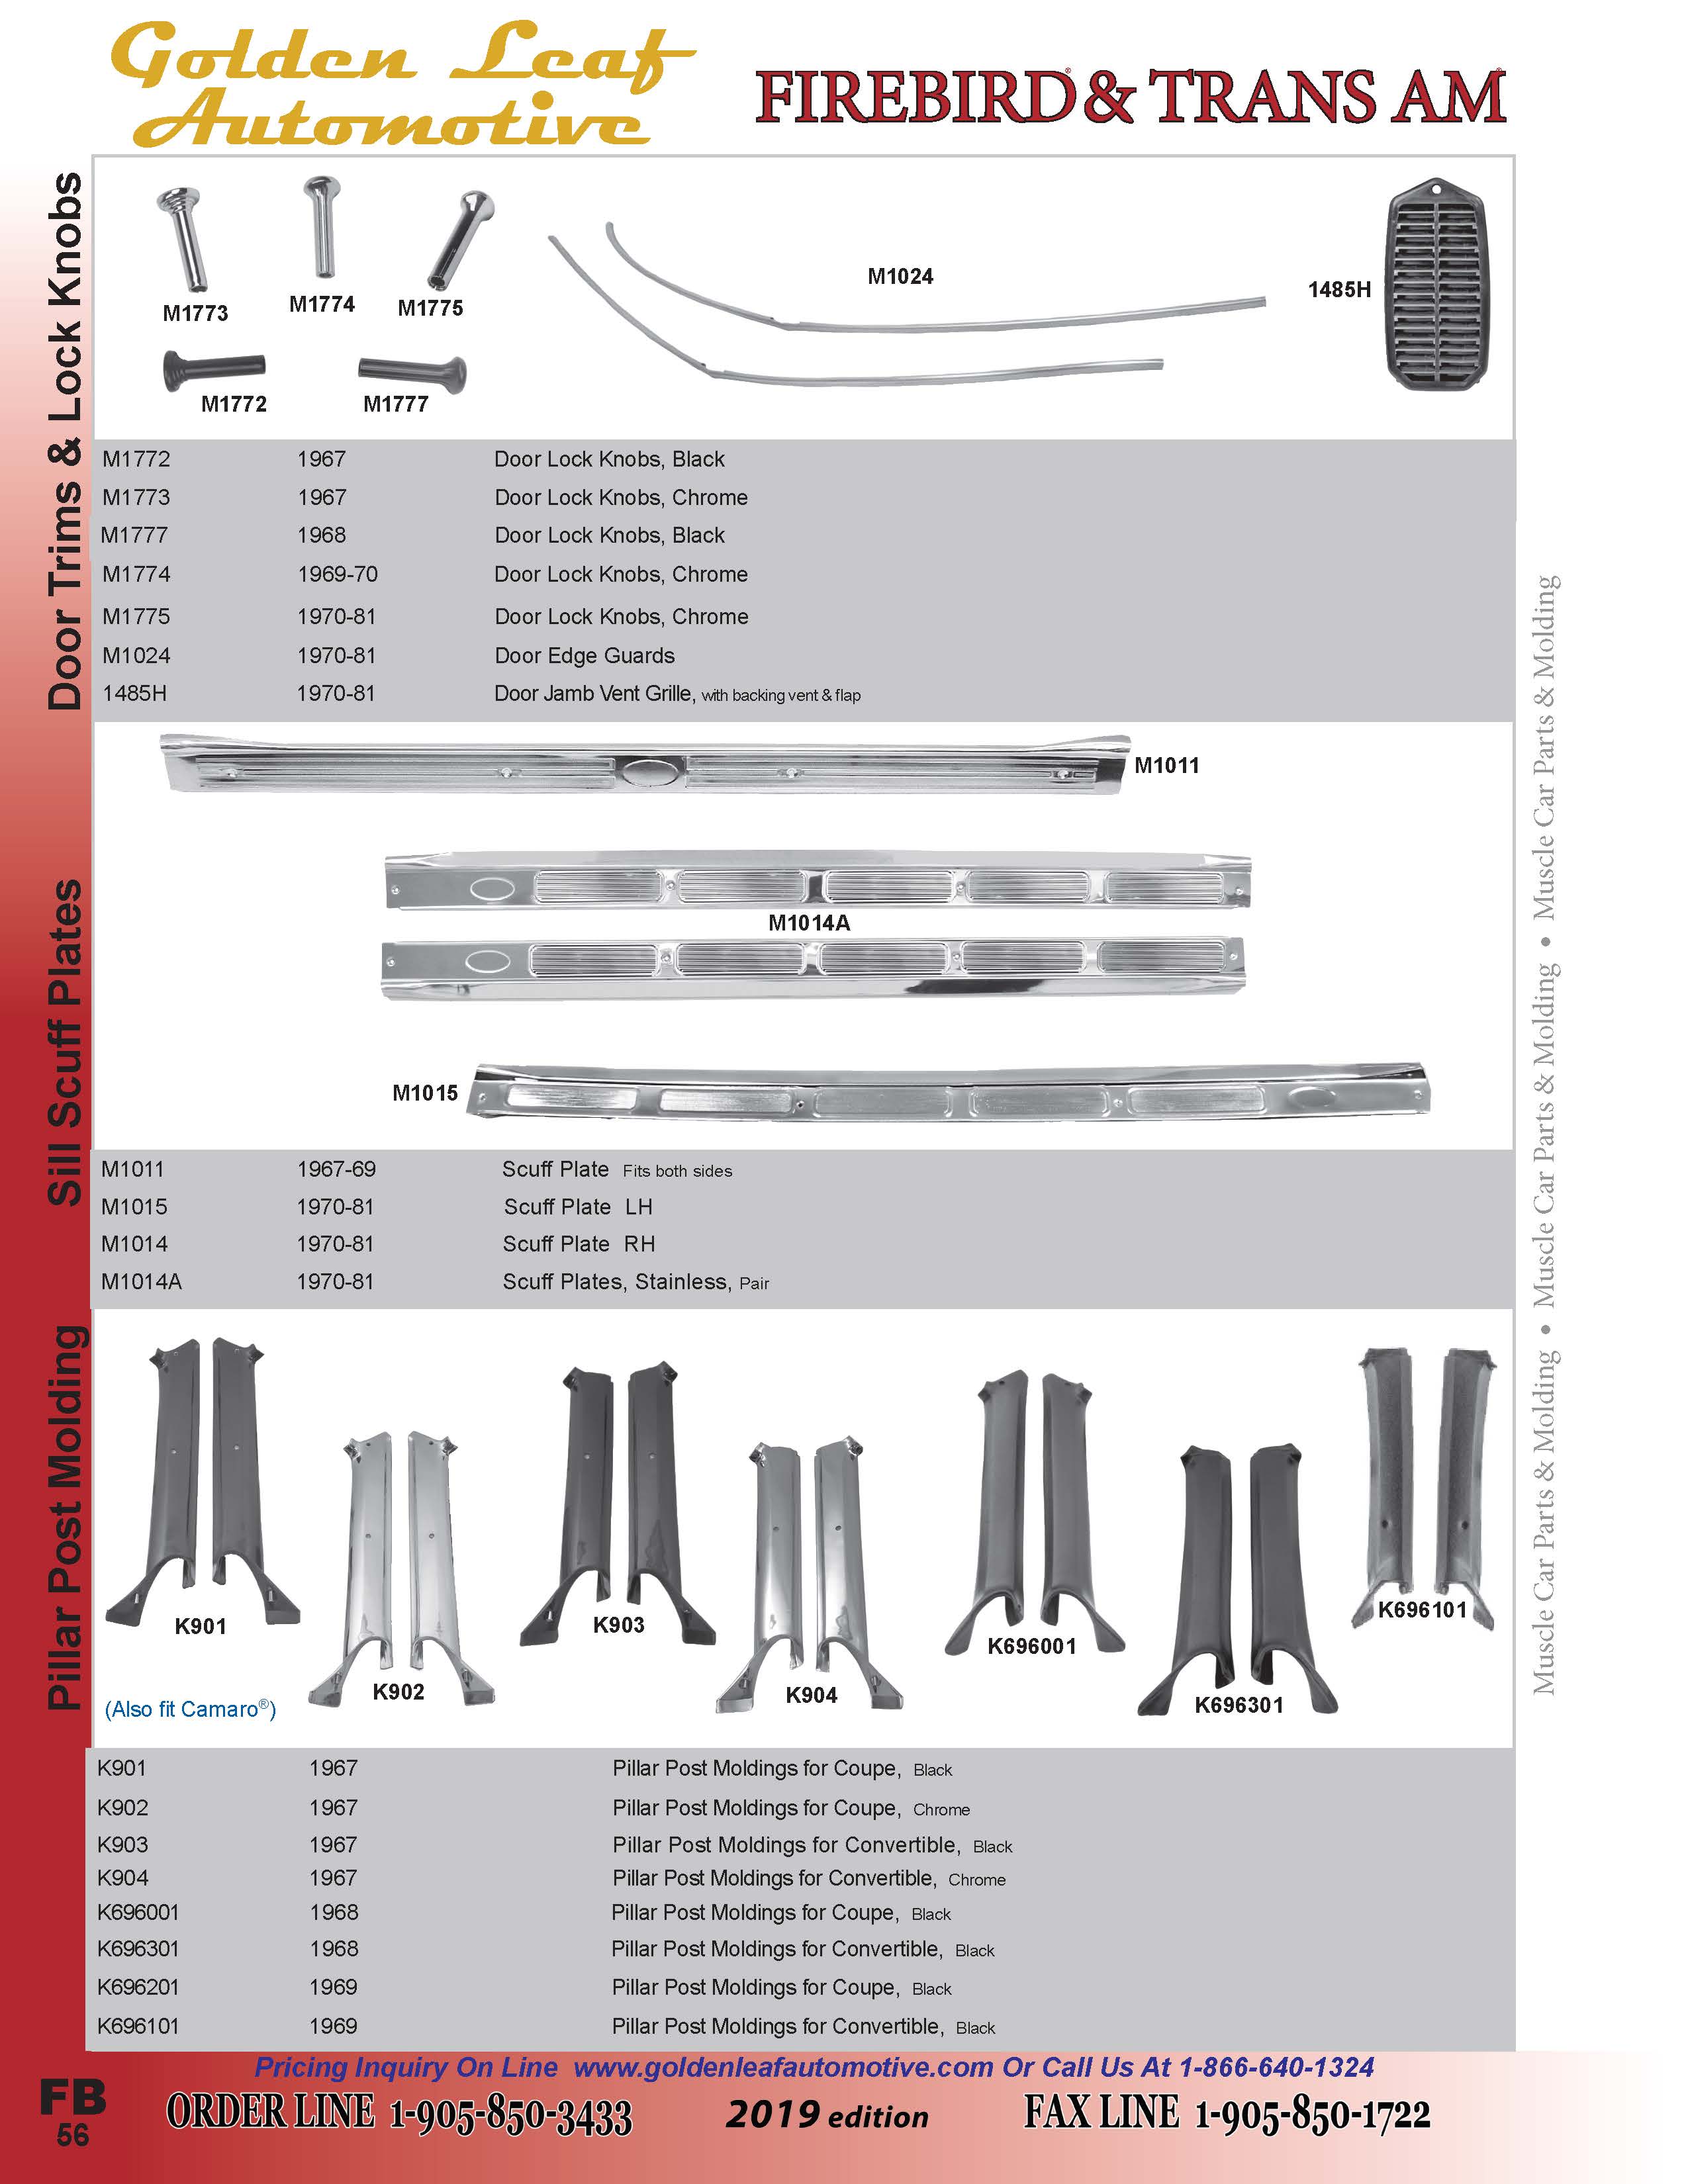 Golden Leaf
Automotive
FIREBIRD® & TRANS AM®
Door Trims & Lock Knobs
M1773
M1774
M1775
M1024
1485H
M1772
M1777
M1772 1967 Door Lock Knobs, Black
M1773 1967 Door Lock Knobs, Chrome
M1777 1968 Door Lock Knobs, Black
M1774 1969-70 Door Lock Knobs, Chrome
M1775 1970-81 Door Lock Knobs, Chrome
M1024 1970-81 Door Edge Guards
1485H 1970-81 Door Jamb Vent Grille, with backing vent & flap
Sill Scuff Plates
M1011
M1014A
M1015
M1011 1967-69 Scuff Plate Fits both sides
M1015 1970-81 Scuff Plate LH
M1014 1970-81 Scuff Plate RH
M1014A 1970-81 Scuff Plates, Stainless, Pair
Pillar Post Molding
K901
K902
K903
K904
K696001
K696301
K696101
(Also fit Camaro®)
K901 1967 Pillar Post Moldings for Coupe, Black
K902 1967 Pillar Post Moldings for Coupe, Chrome
K903 1967 Pillar Post Moldings for Convertible, Black
K904 1967 Pillar Post Moldings for Convertible, Chrome
K696001 1968 Pillar Post Moldings for Coupe, Black
K696301 1968 Pillar Post Moldings for Convertible, Black
K696201 1969 Pillar Post Moldings for Coupe, Black
K696101 1969 Pillar Post Moldings for Convertible, Black
Muscle Car Parts & Molding • Muscle Car Parts & Molding • Muscle Car Parts & Molding
Pricing Inquiry On Line www.goldenleafautomotive.com Or Call Us At 1-866-640-1324
FB
56
ORDER LINE 1-905-850-3433
2019 edition
FAX LINE 1-905-850-1722